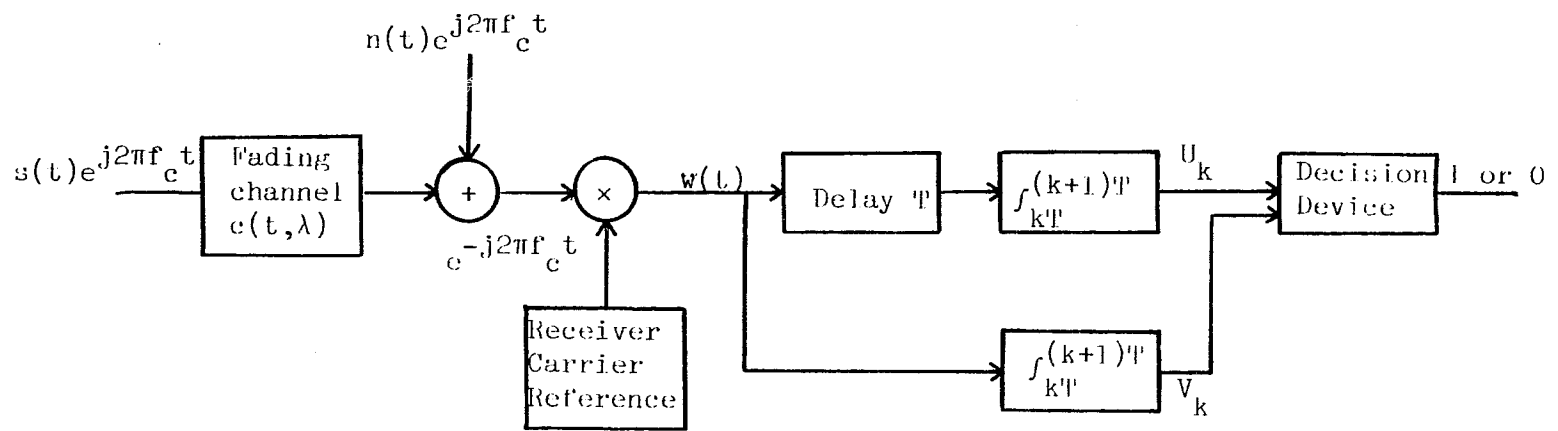 n(t)e^{j2πf_c t}
s(t)e^{j2πf_c t}
Fading
channel
c(t,λ)
+
×
e^{-j2πf_c t}
Receiver
Carrier
Reference
w(t)
Delay T
∫_{kT}^{(k+1)T}
U_k
∫_{kT}^{(k+1)T}
V_k
Decision
Device
1 or 0